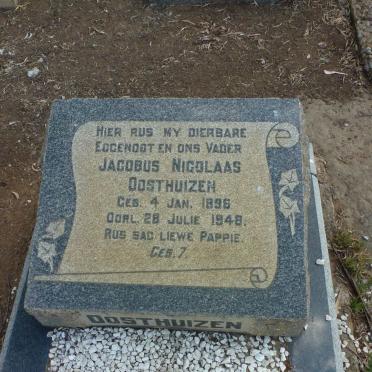 HIER RUS MY DIERBARE
EGGENOOT EN ONS VADER
JACOBUS NICOLAAS
OOSTHUIZEN
GEB. 4 JAN. 1896
OORL. 28 JULIE 1948.
RUS SAG LIEWE PAPPIE.
GES. 7.
OOSTHUIZEN